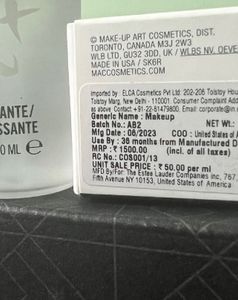 © MAKE-UP ART COSMETICS, DIST.
TORONTO, CANADA M3J 2W3
WLB LTD, GU32 3DD, UK / WLBS NV, OEVEL
MADE IN USA / SK6R
MACCOSMETICS.COM
ANTE/
SSANTE
0 ML e
Imported by: ELCA Cosmetics Pvt Ltd. 202-206 Tolstoy Hou
Tolstoy Marg, New Delhi - 110001. Consumer Complaint Add
as above. Contact: +91-22-61479600. Email: corporate@in.
Generic Name : Makeup
Batch No.: AB2 NET WT.:
Mfg Date : 06/2023 COO : United States of A
Use By : 36 months from Manufactured D
MRP : ₹ 1500.00 (incl. of all taxes)
RC No.: COS001/13
UNIT SALE PRICE : ₹ 50.00 per ml
MFD By/For: The Estee Lauder Companies Inc. 767
Fifth Avenue NY 10153, United States of America